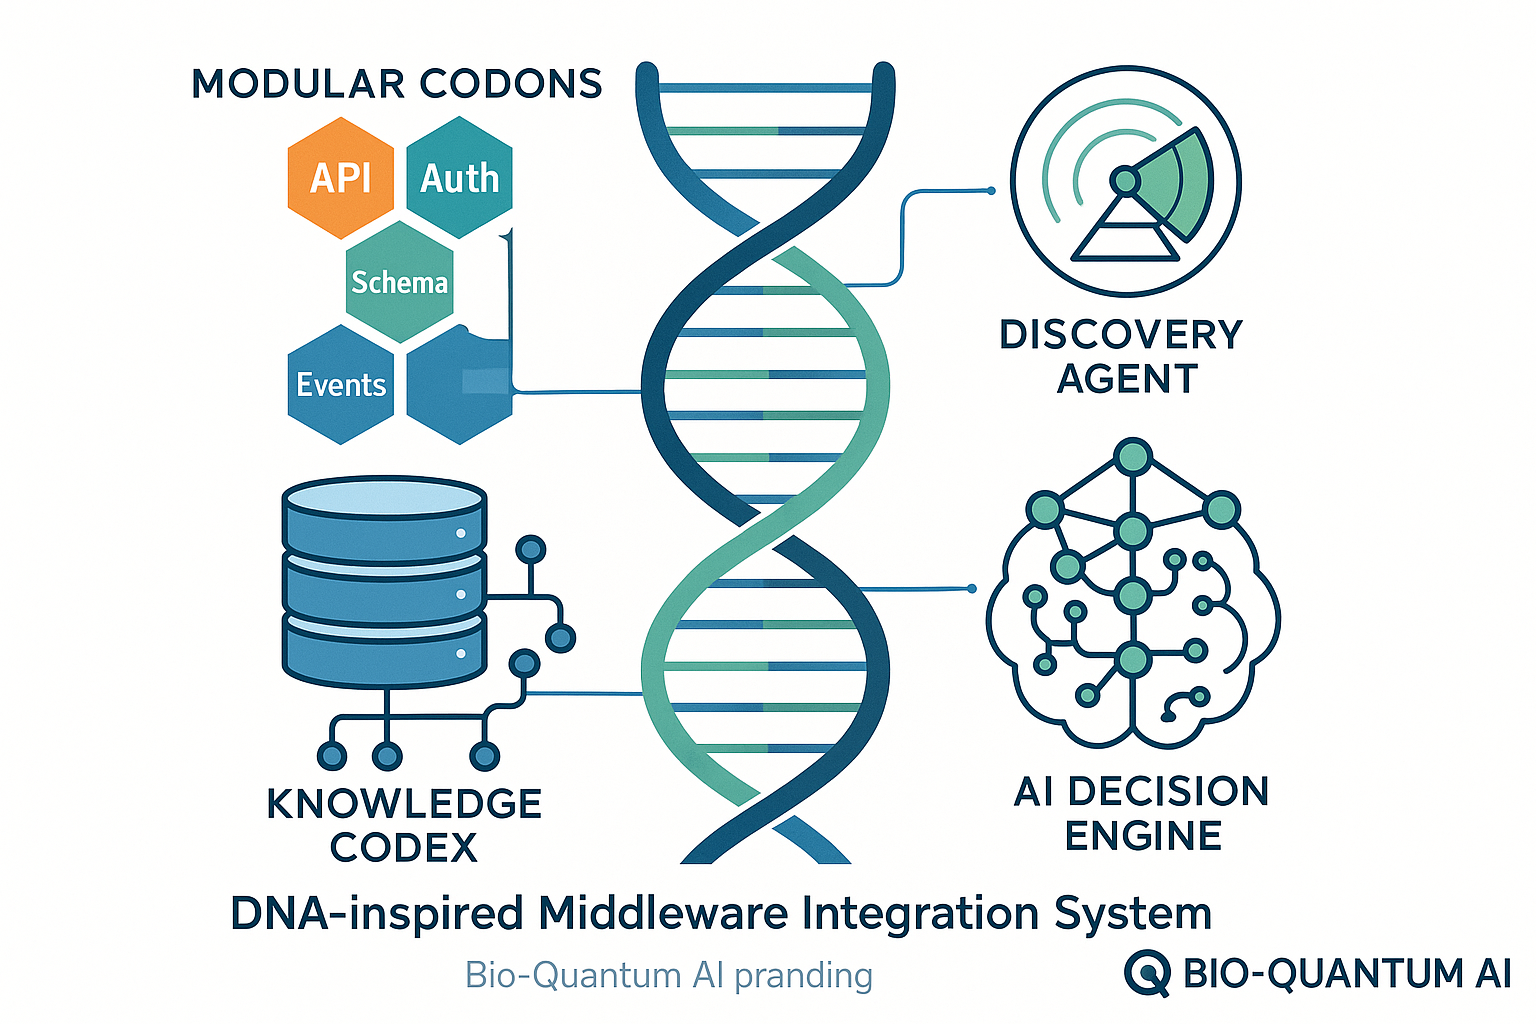 MODULAR CODONS
API
Auth
Schema
Events
DISCOVERY
AGENT
KNOWLEDGE
CODEX
AI DECISION
ENGINE
DNA-inspired Middleware Integration System
Bio-Quantum AI pranding
BIO-QUANTUM AI